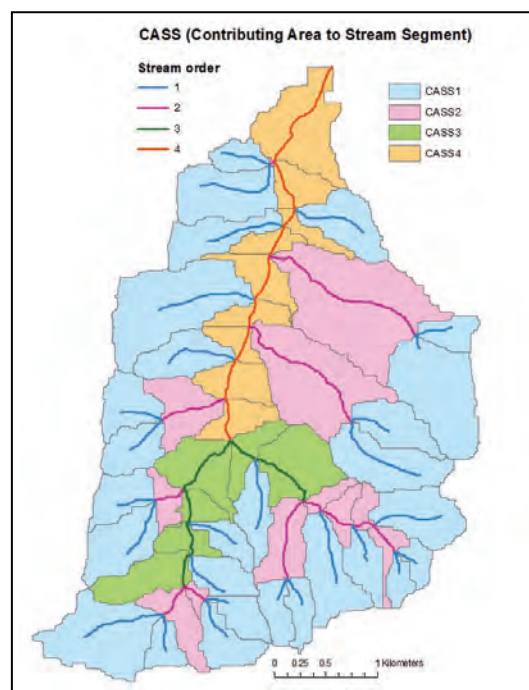 CASS (Contributing Area to Stream Segment)
Stream order
1
2
3
4
CASS1
CASS2
CASS3
CASS4
0 0.25 0.5 1 Kilometers